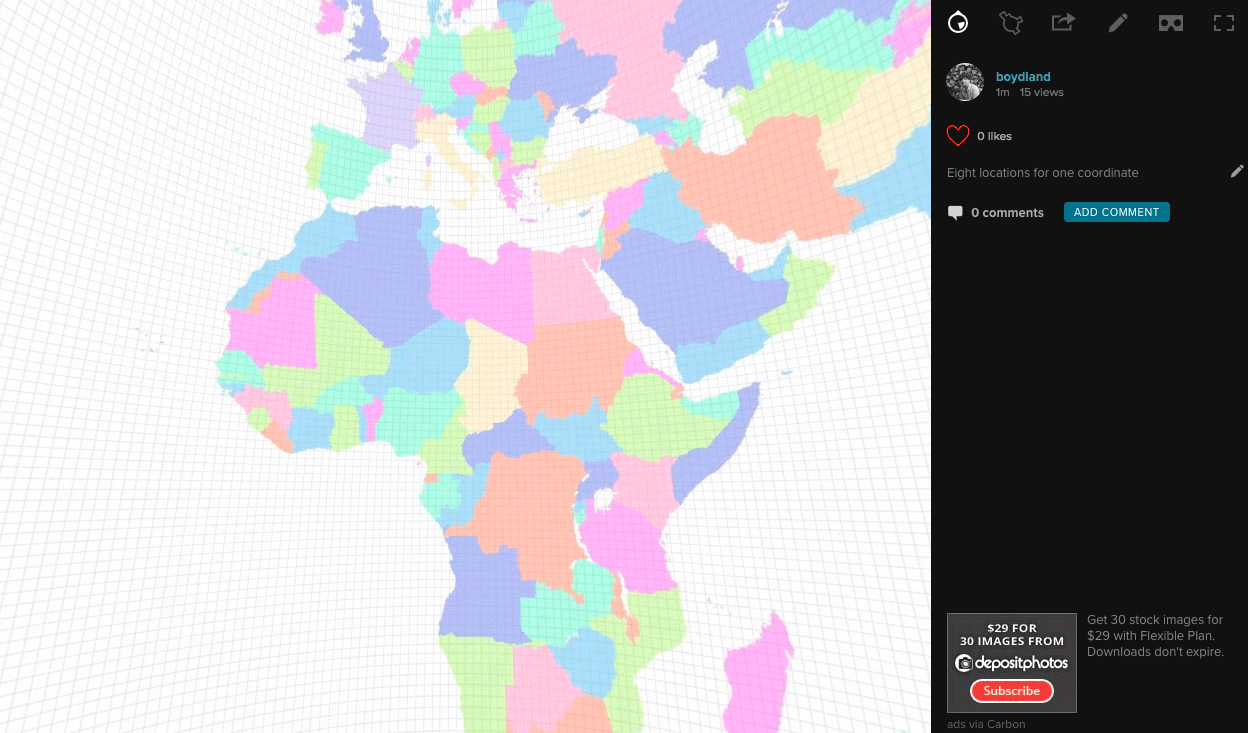 boydland
1m 15 views
0 likes
Eight locations for one coordinate
0 comments
ADD COMMENT
$29 FOR
30 IMAGES FROM
depositphotos
Subscribe
Get 30 stock images for
$29 with Flexible Plan.
Downloads don't expire.
ads via Carbon